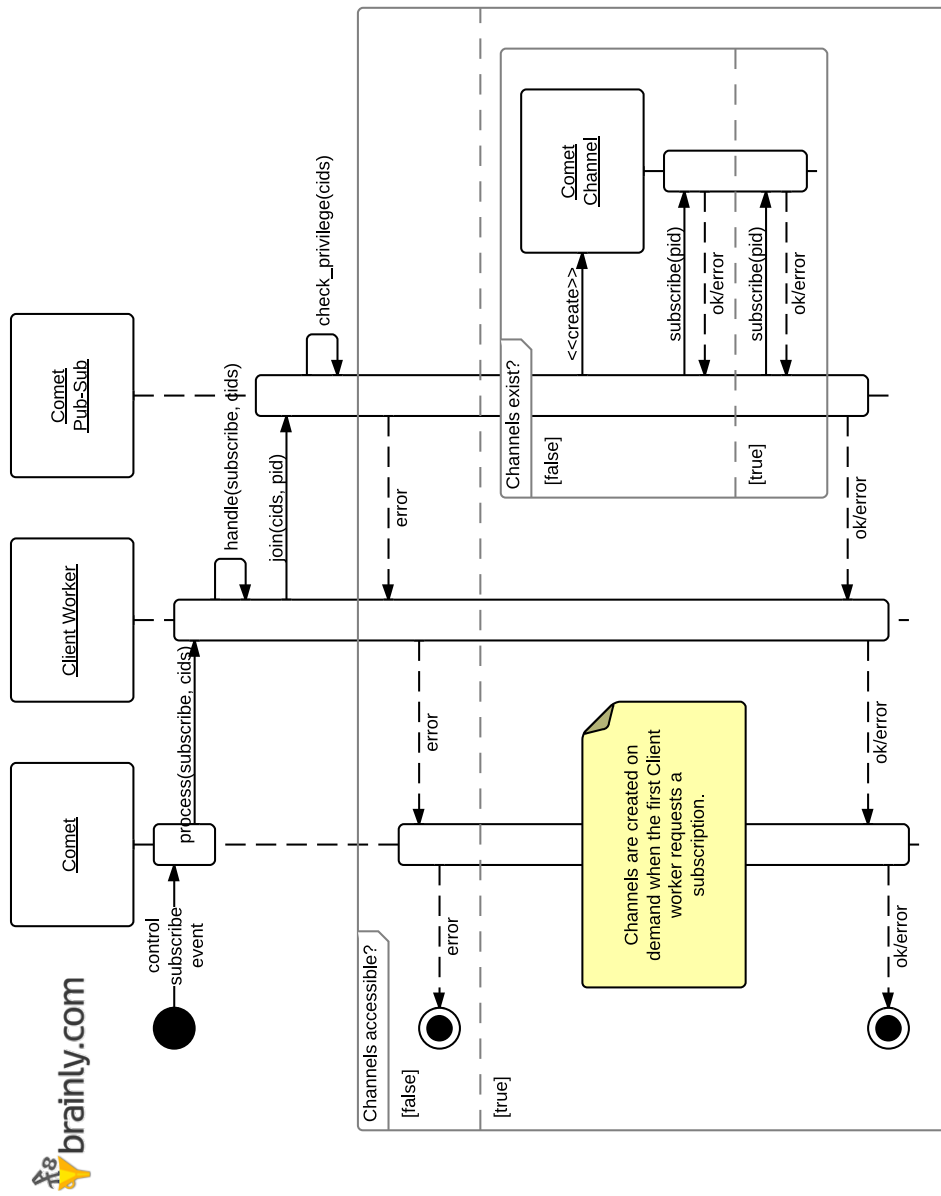 brainly.com
Comet
Client Worker
Comet
Pub-Sub
control
subscribe
event
process(subscribe, cids)
handle(subscribe, cids)
join(cids, pid)
check_privilege(cids)
Channels accessible?
[false]
error
error
error
[true]
Channels exist?
[false]
<<create>>
Comet
Channel
subscribe(pid)
ok/error
[true]
subscribe(pid)
ok/error
Channels are created on
demand when the first Client
worker requests a
subscription.
ok/error
ok/error
ok/error